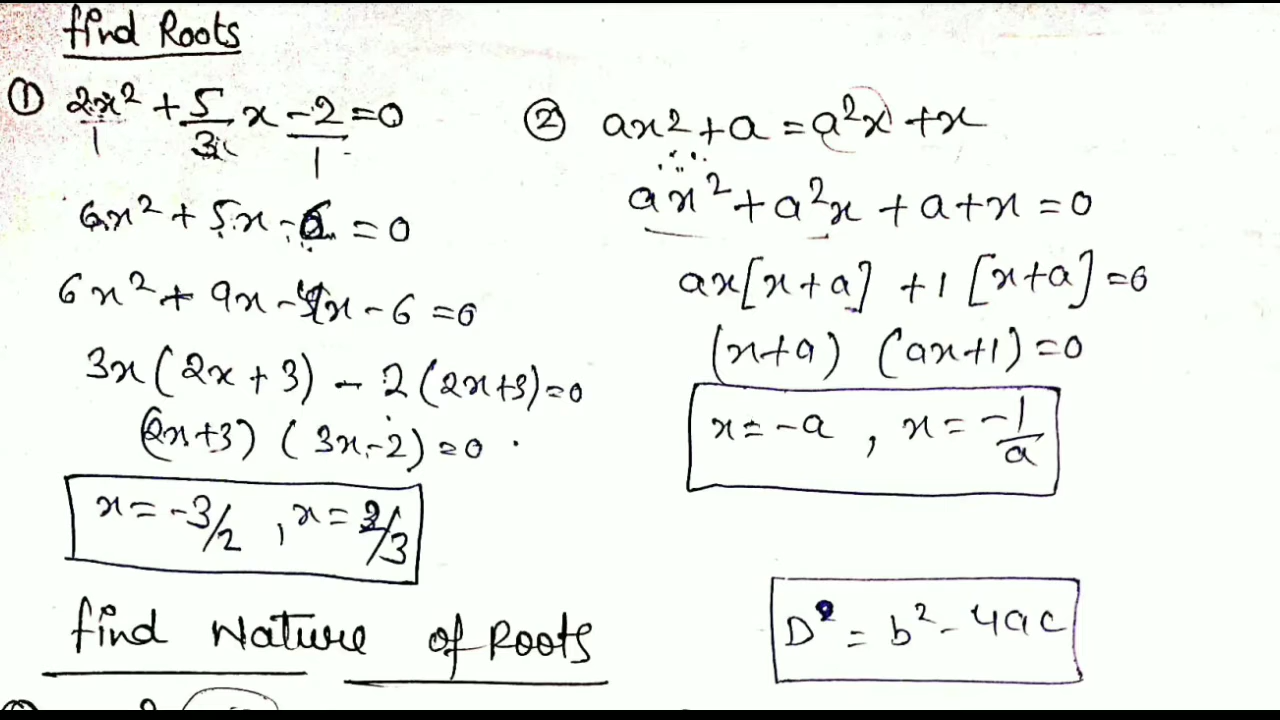 find Roots
① 2x²/1 + 5/3 x - 2/1 = 0
6x² + 5x - 6 = 0
6x² + 9x - 4x - 6 = 0
3x (2x + 3) - 2 (2x+3) = 0
(2x+3) (3x-2) = 0
x = -3/2 , x = 2/3
② ax² + a = a²x + x
ax² + a²x + a + x = 0
ax[x + a] + 1 [x+a] = 0
(x+a) (ax+1) = 0
x = -a , x = -1/a
find Nature of Roots
D² = b² - 4ac